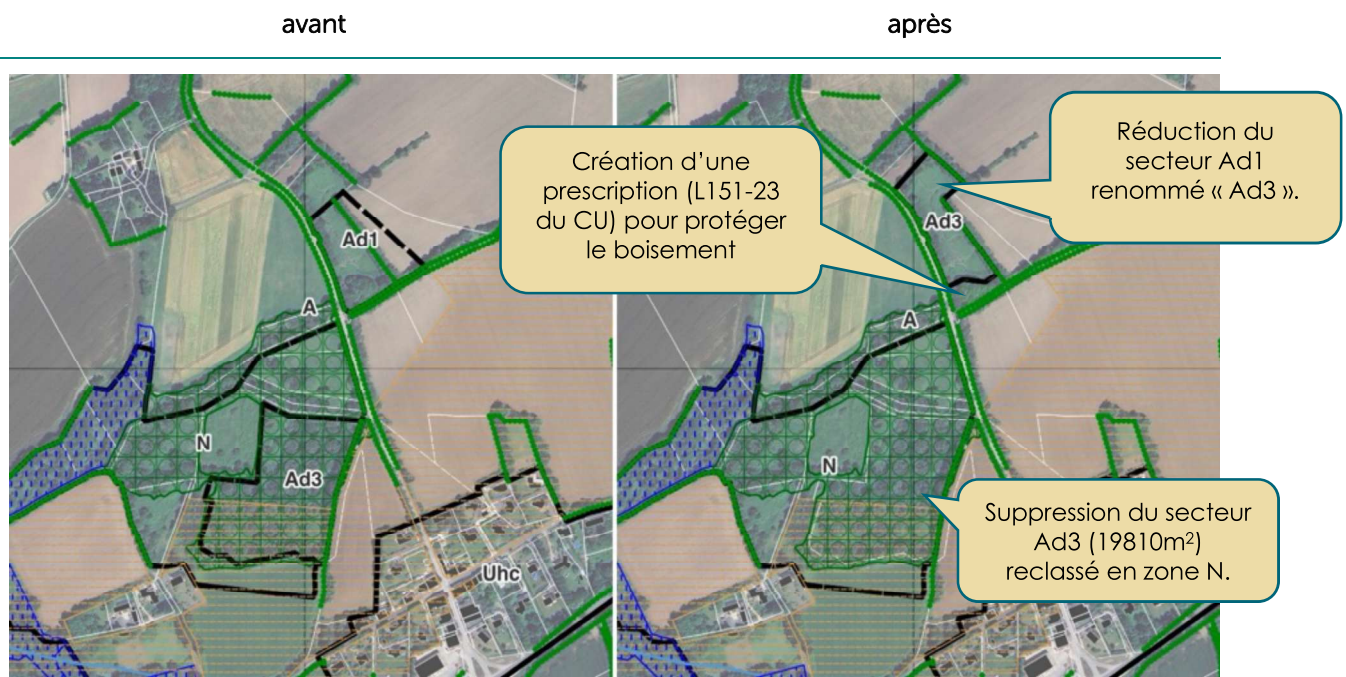 avant
après
Création d’une
prescription (L151-23
du CU) pour protéger
le boisement
Réduction du
secteur Ad1
renommé « Ad3 ».
Ad1
Ad3
A
A
N
Ad3
N
Suppression du secteur
Ad3 (19810m²)
reclassé en zone N.
Uhc